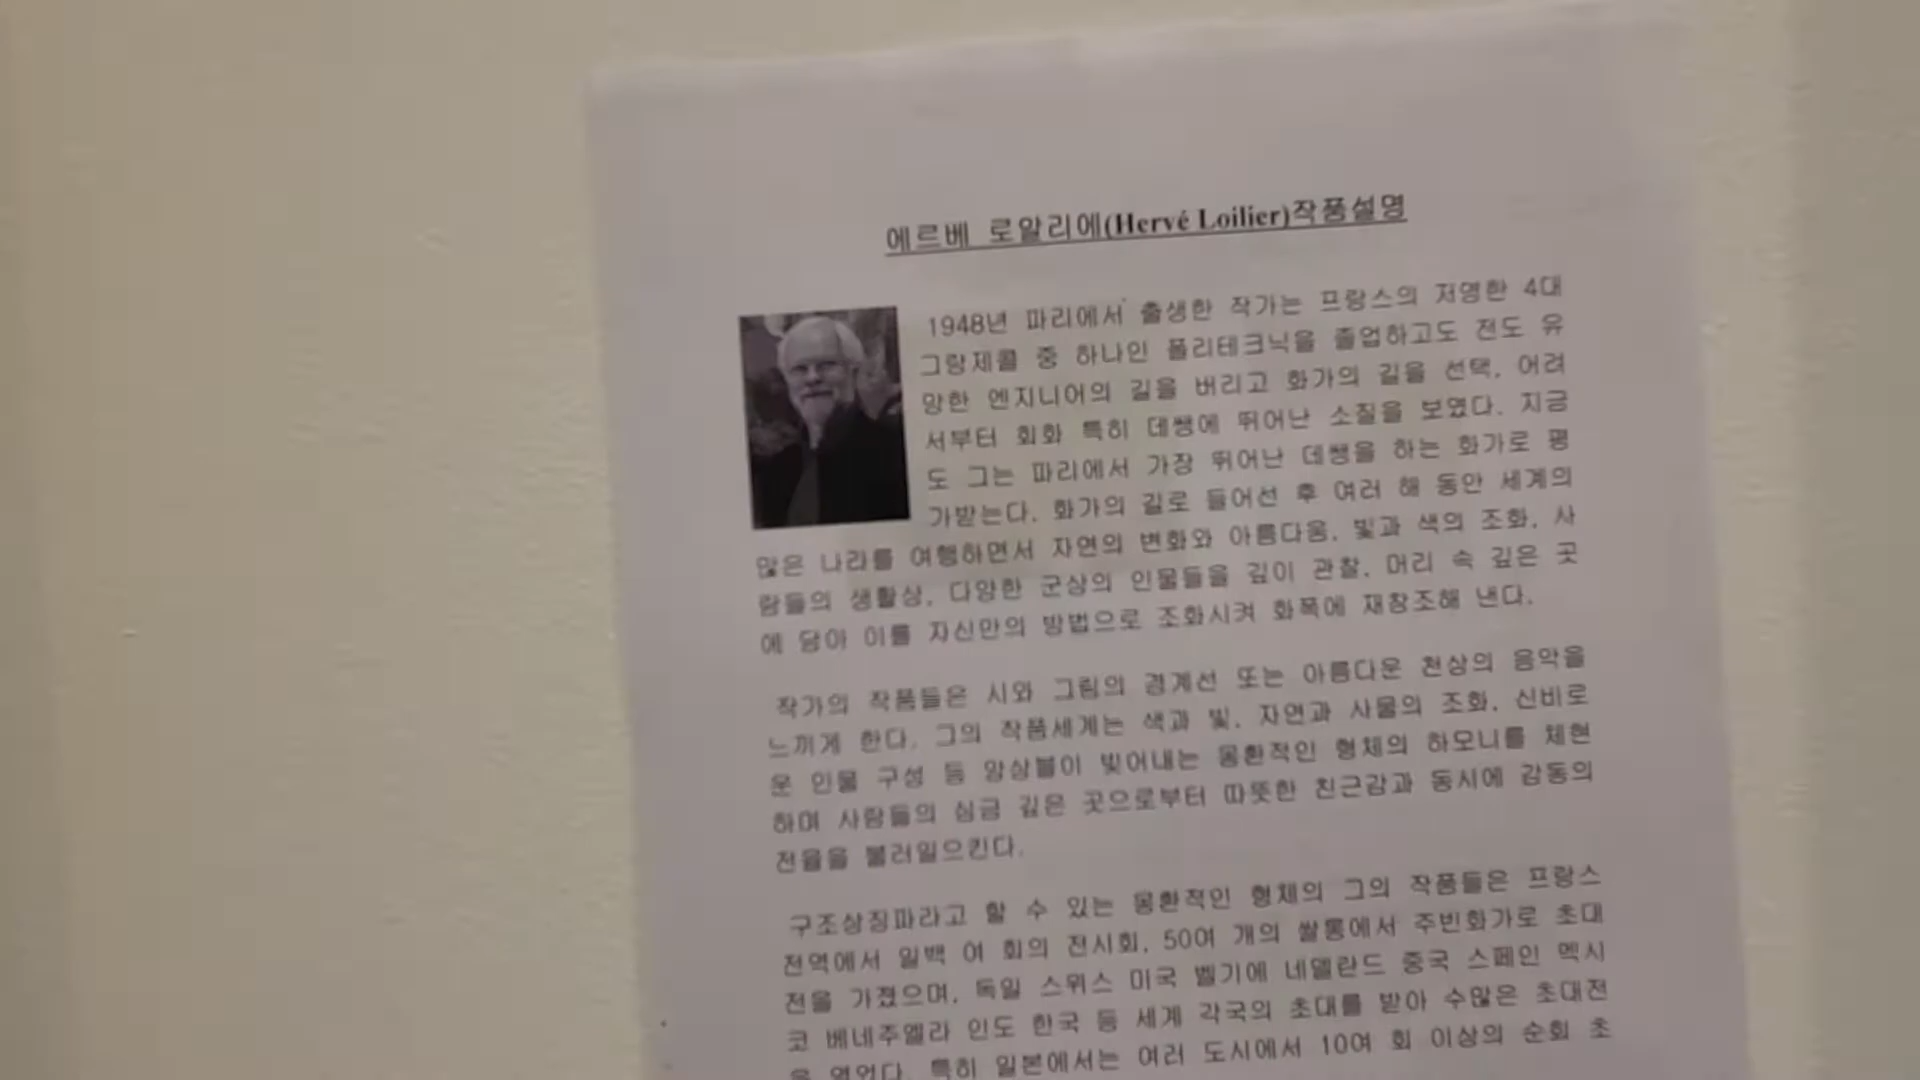 에르베 로알리에(Hervé Loilier)작품설명
1948년 파리에서 출생한 작가는 프랑스의 저명한 4대
그랑제콜 중 하나인 폴리테크닉을 졸업하고도 전도 유
망한 엔지니어의 길을 버리고 화가의 길을 선택, 어려
서부터 회화 특히 데쌩에 뛰어난 소질을 보였다. 지금
도 그는 파리에서 가장 뛰어난 데쌩을 하는 화가로 평
가받는다. 화가의 길로 들어선 후 여러 해 동안 세계의
많은 나라를 여행하면서 자연의 변화와 아름다움, 빛과 색의 조화, 사
람들의 생활상, 다양한 군상의 인물들을 깊이 관찰, 머리 속 깊은 곳
에 담아 이를 자신만의 방법으로 조화시켜 화폭에 재창조해 낸다.
작가의 작품들은 시와 그림의 경계선 또는 아름다운 천상의 음악을
느끼게 한다. 그의 작품세계는 색과 빛, 자연과 사물의 조화, 신비로
운 인물 구성 등 앙상블이 빚어내는 몽환적인 형체의 하모니를 체현
하며 사람들의 심금 깊은 곳으로부터 따뜻한 친근감과 동시에 감동의
전율을 불러일으킨다.
구조상징파라고 할 수 있는 몽환적인 형체의 그의 작품들은 프랑스
전역에서 일백 여 회의 전시회, 50여 개의 쌀롱에서 주빈화가로 초대
전을 가졌으며, 독일 스위스 미국 벨기에 네델란드 중국 스페인 멕시
코 베네주엘라 인도 한국 등 세계 각국의 초대를 받아 수많은 초대전
을 열었다. 특히 일본에서는 여러 도시에서 10여 회 이상의 순회 초